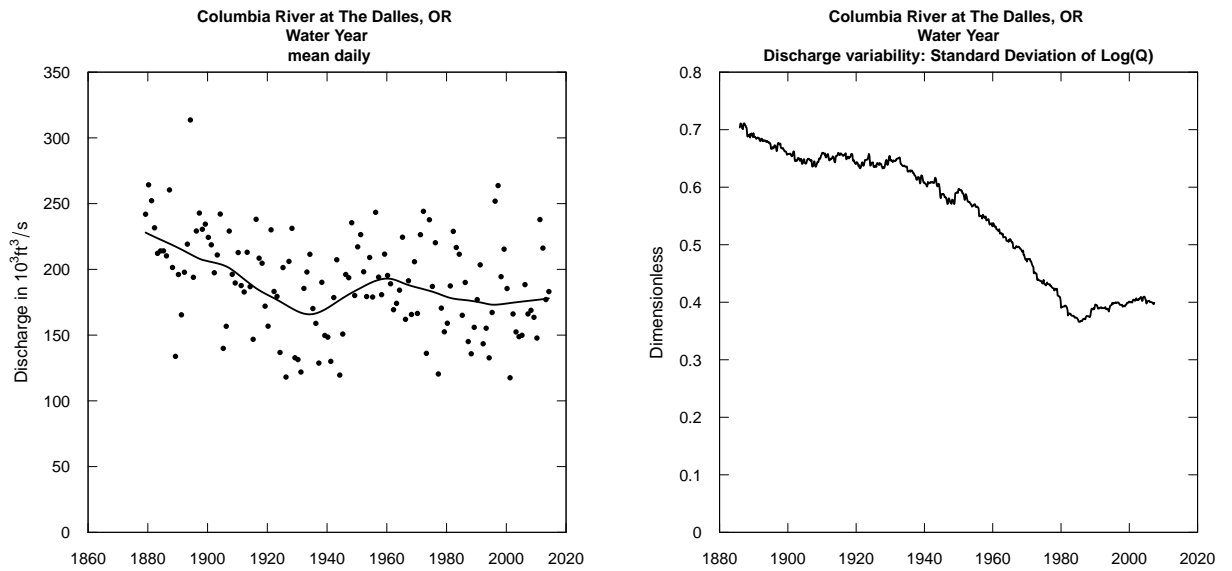 Columbia River at The Dalles, OR
Water Year
mean daily
Discharge in 10³ft³/s
350
300
250
200
150
100
50
0
1860 1880 1900 1920 1940 1960 1980 2000 2020
Columbia River at The Dalles, OR
Water Year
Discharge variability: Standard Deviation of Log(Q)
Dimensionless
0.8
0.7
0.6
0.5
0.4
0.3
0.2
0.1
0
1880 1900 1920 1940 1960 1980 2000 2020